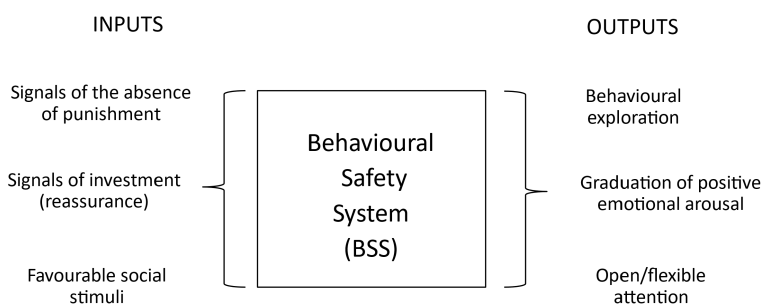 INPUTS
OUTPUTS
Signals of the absence
of punishment
Signals of investment
(reassurance)
Favourable social
stimuli
Behavioural
Safety
System
(BSS)
Behavioural
exploration
Graduation of positive
emotional arousal
Open/flexible
attention